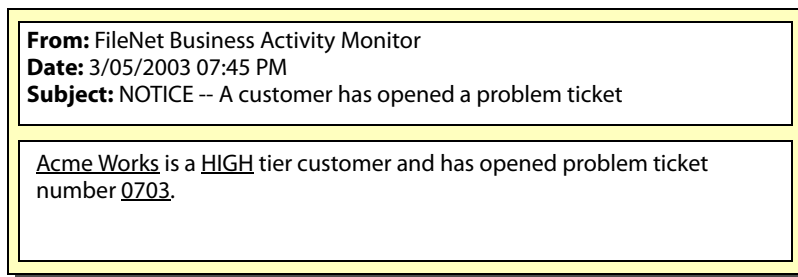 From: FileNet Business Activity Monitor
Date: 3/05/2003 07:45 PM
Subject: NOTICE -- A customer has opened a problem ticket
Acme Works is a HIGH tier customer and has opened problem ticket
number 0703.